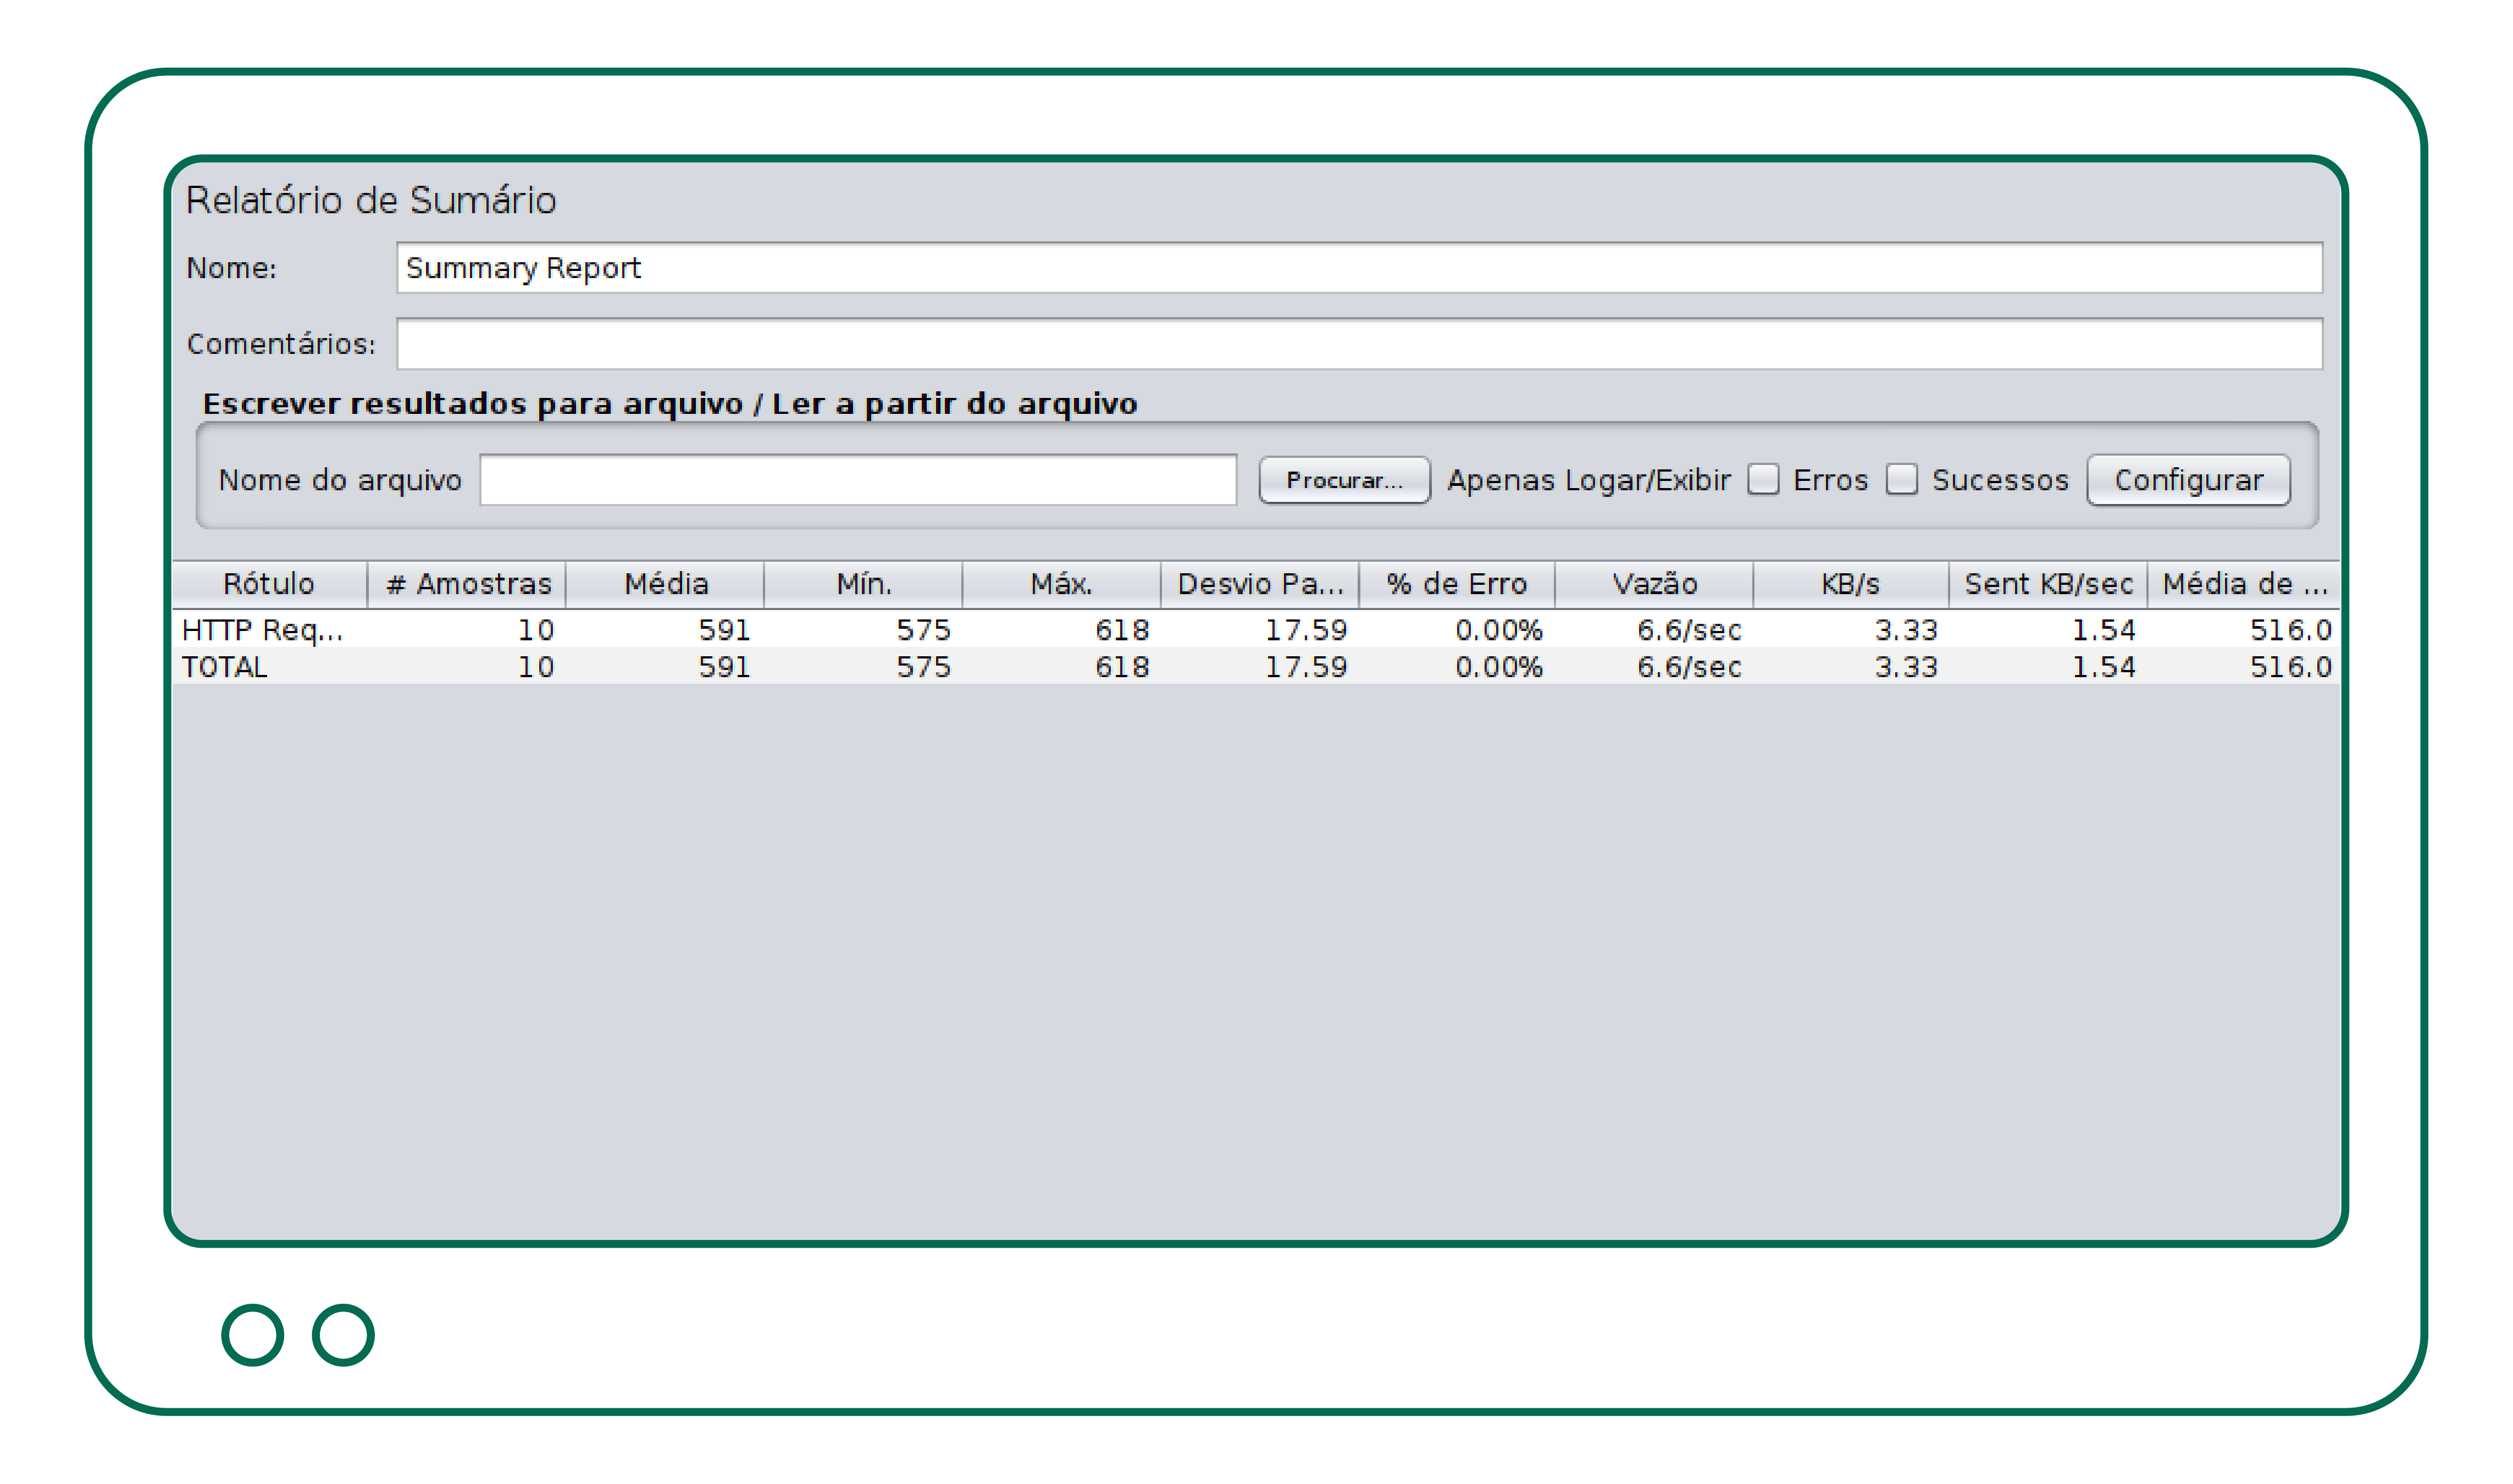 Relatório de Sumário
Nome: Summary Report
Comentários:
Escrever resultados para arquivo / Ler a partir do arquivo
Nome do arquivo Procurar... Apenas Logar/Exibir Erros Sucessos Configurar
Rótulo # Amostras Média Mín. Máx. Desvio Pa... % de Erro Vazão KB/s Sent KB/sec Média de ...
HTTP Req... 10 591 575 618 17.59 0.00% 6.6/sec 3.33 1.54 516.0
TOTAL 10 591 575 618 17.59 0.00% 6.6/sec 3.33 1.54 516.0